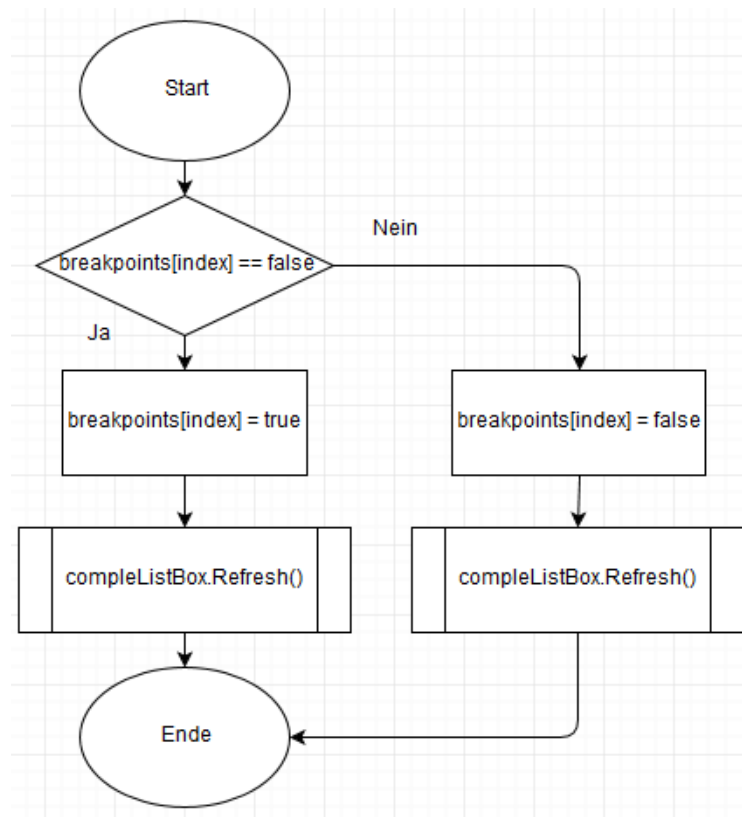 Start
Nein
breakpoints[index] == false
Ja
breakpoints[index] = true
breakpoints[index] = false
compleListBox.Refresh()
compleListBox.Refresh()
Ende